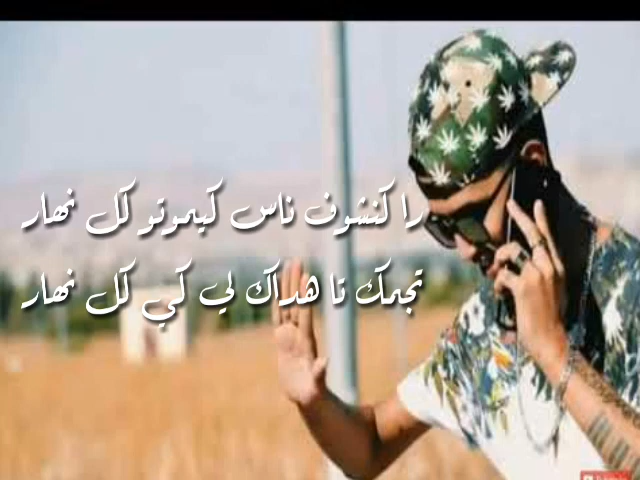 را كنشوف ناس كيموتو كل نهار
تجمك تا هداك لي كي كل نهار